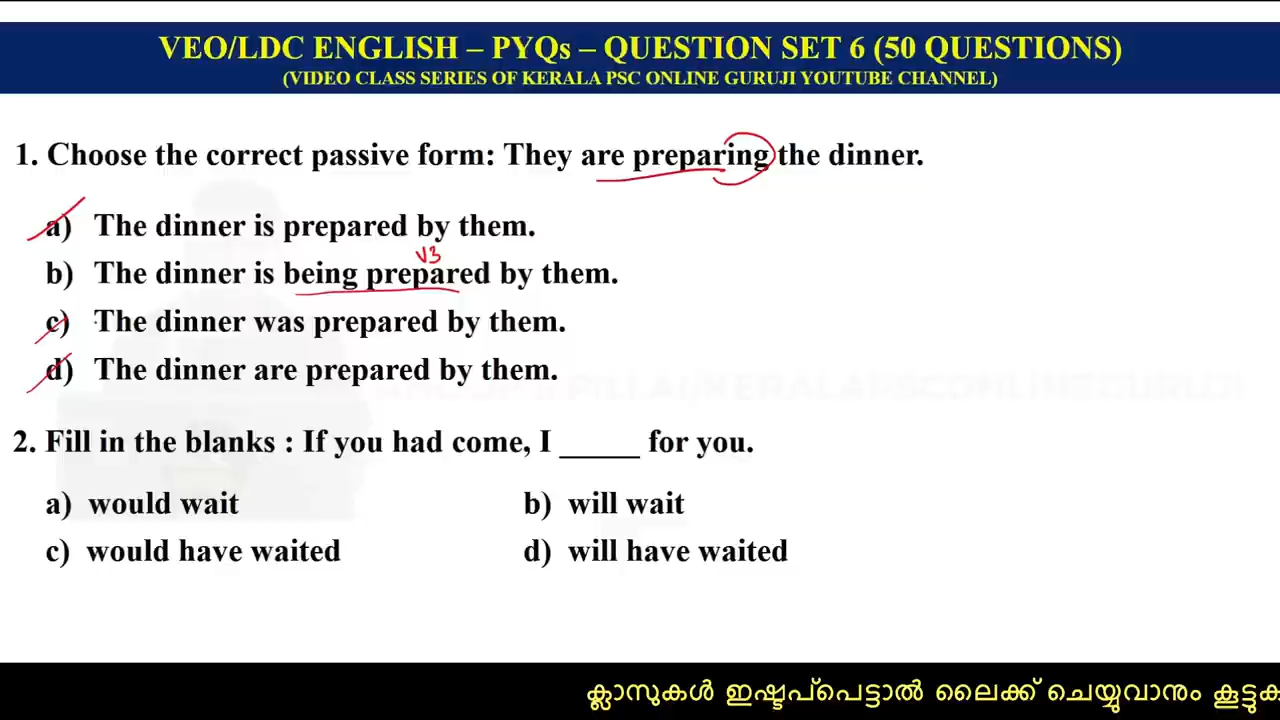 VEO/LDC ENGLISH – PYQs – QUESTION SET 6 (50 QUESTIONS)
(VIDEO CLASS SERIES OF KERALA PSC ONLINE GURUJI YOUTUBE CHANNEL)
1. Choose the correct passive form: They are preparing the dinner.
a) The dinner is prepared by them.
V3
b) The dinner is being prepared by them.
c) The dinner was prepared by them.
d) The dinner are prepared by them.
2. Fill in the blanks : If you had come, I _____ for you.
a) would wait b) will wait
c) would have waited d) will have waited
ക്ലാസുകൾ ഇഷ്ടപ്പെട്ടാൽ ലൈക്ക് ചെയ്യുവാനും